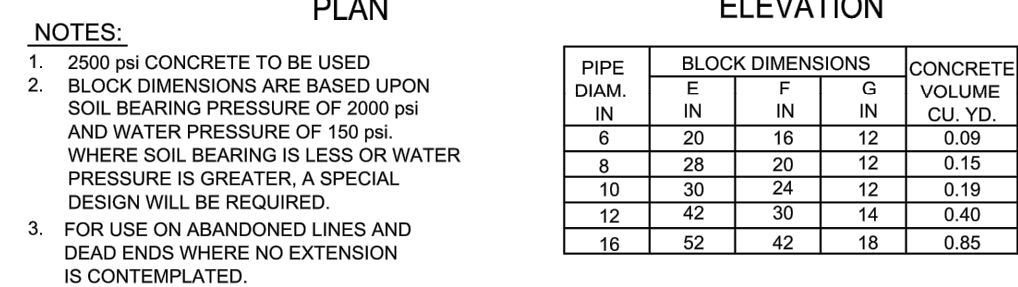 PLAN
ELEVATION
NOTES:
1. 2500 psi CONCRETE TO BE USED
2. BLOCK DIMENSIONS ARE BASED UPON
SOIL BEARING PRESSURE OF 2000 psi
AND WATER PRESSURE OF 150 psi.
WHERE SOIL BEARING IS LESS OR WATER
PRESSURE IS GREATER, A SPECIAL
DESIGN WILL BE REQUIRED.
3. FOR USE ON ABANDONED LINES AND
DEAD ENDS WHERE NO EXTENSION
IS CONTEMPLATED.
PIPE BLOCK DIMENSIONS CONCRETE
DIAM. E F G VOLUME
IN IN IN IN CU. YD.
6 20 16 12 0.09
8 28 20 12 0.15
10 30 24 12 0.19
12 42 30 14 0.40
16 52 42 18 0.85